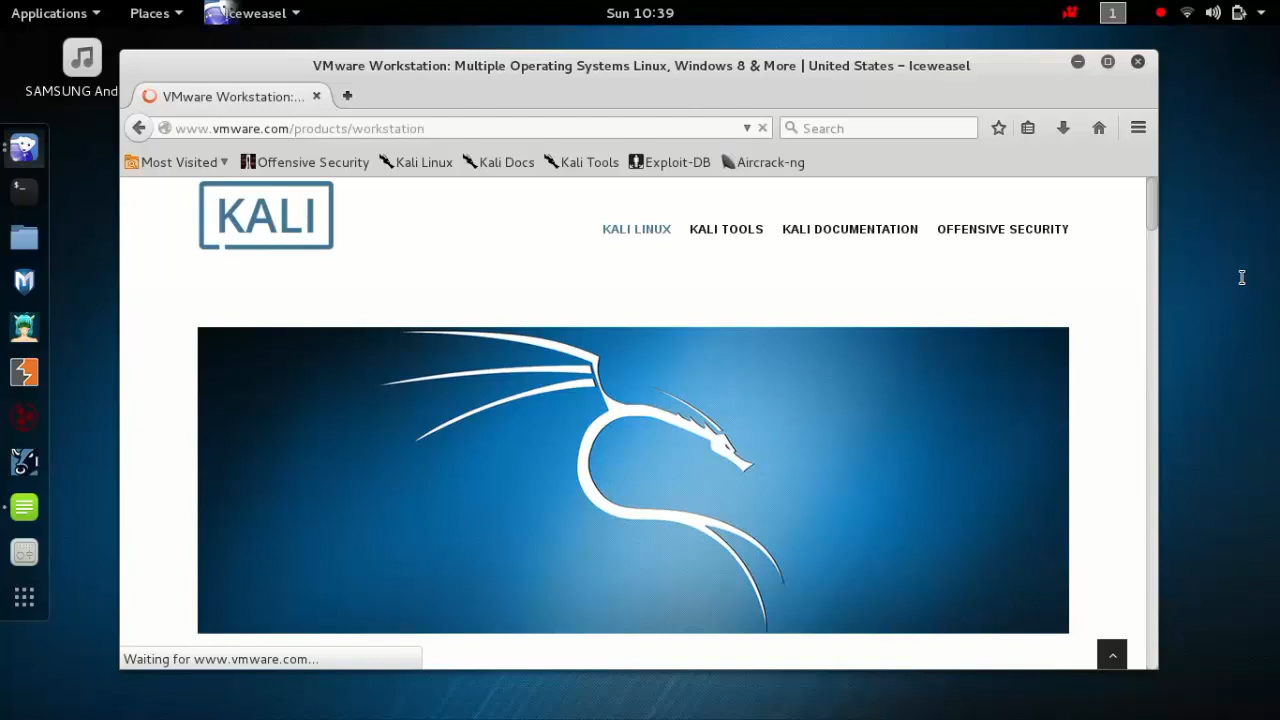 Applications Places Iceweasel Sun 10:39 1
SAMSUNG And
VMware Workstation: Multiple Operating Systems Linux, Windows 8 & More | United States - Iceweasel
VMware Workstation:...
www.vmware.com/products/workstation Search
Most Visited Offensive Security Kali Linux Kali Docs Kali Tools Exploit-DB Aircrack-ng
KALI
KALI LINUX KALI TOOLS KALI DOCUMENTATION OFFENSIVE SECURITY
Waiting for www.vmware.com...